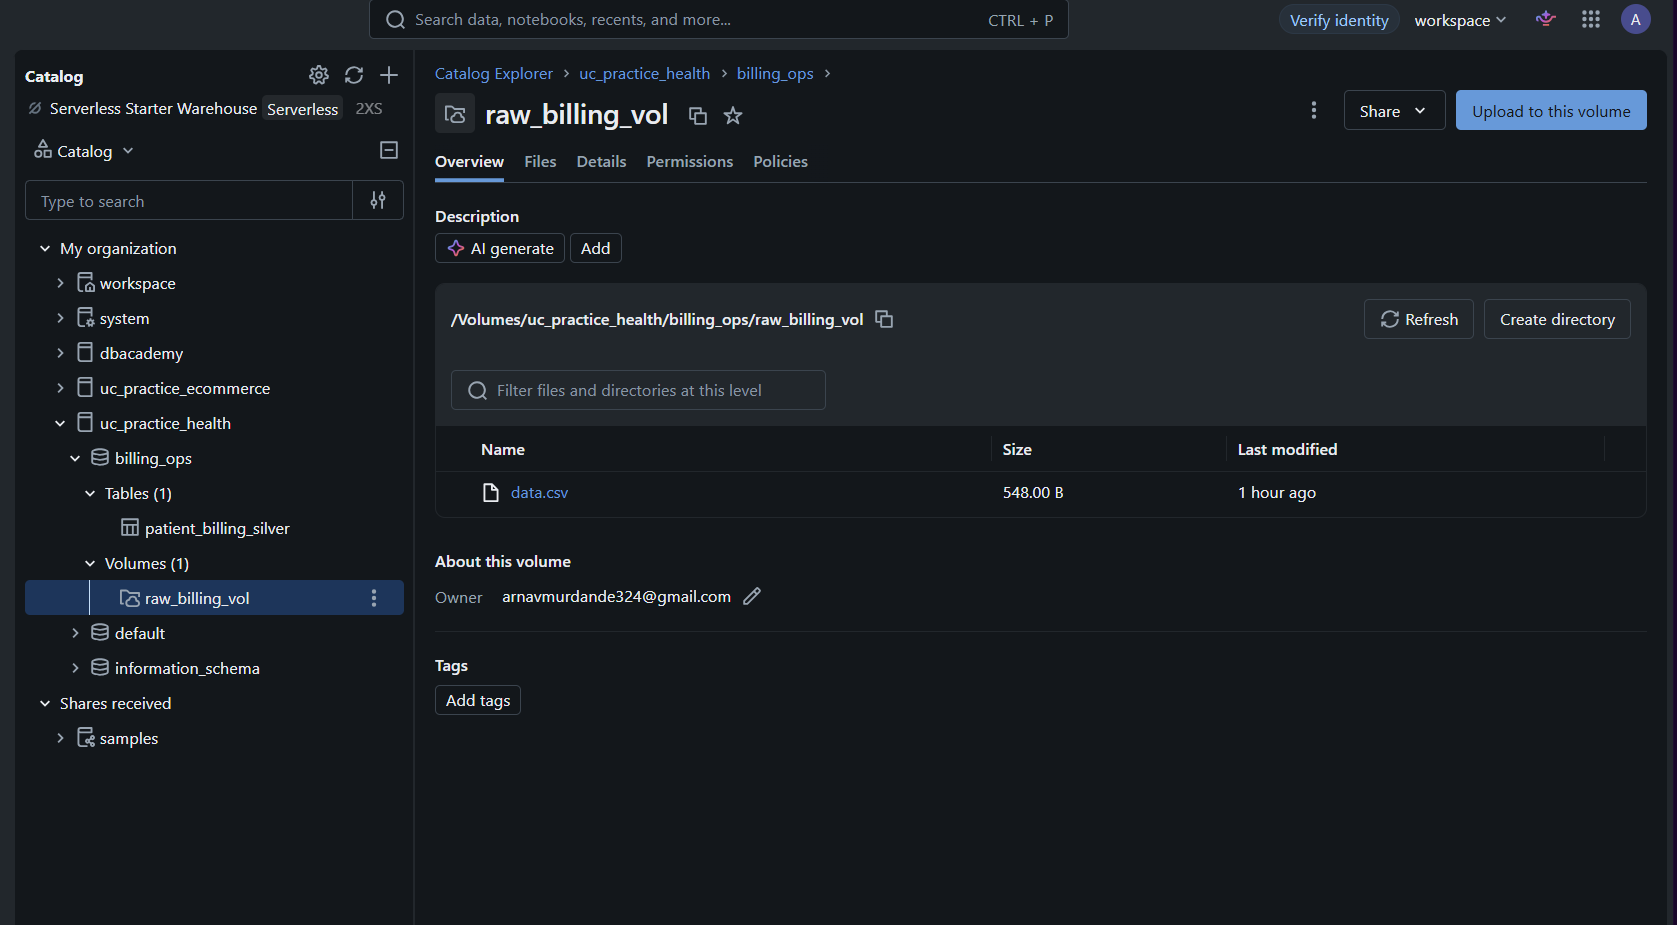 Search data, notebooks, recents, and more... CTRL + P
Verify identity
workspace
A
Catalog
Serverless Starter Warehouse Serverless 2XS
Catalog
Type to search
My organization
workspace
system
dbacademy
uc_practice_ecommerce
uc_practice_health
billing_ops
Tables (1)
patient_billing_silver
Volumes (1)
raw_billing_vol
default
information_schema
Shares received
samples
Catalog Explorer > uc_practice_health > billing_ops >
raw_billing_vol
Share
Upload to this volume
Overview Files Details Permissions Policies
Description
AI generate Add
/Volumes/uc_practice_health/billing_ops/raw_billing_vol
Refresh
Create directory
Filter files and directories at this level
Name Size Last modified
data.csv 548.00 B 1 hour ago
About this volume
Owner arnavmurdande324@gmail.com
Tags
Add tags